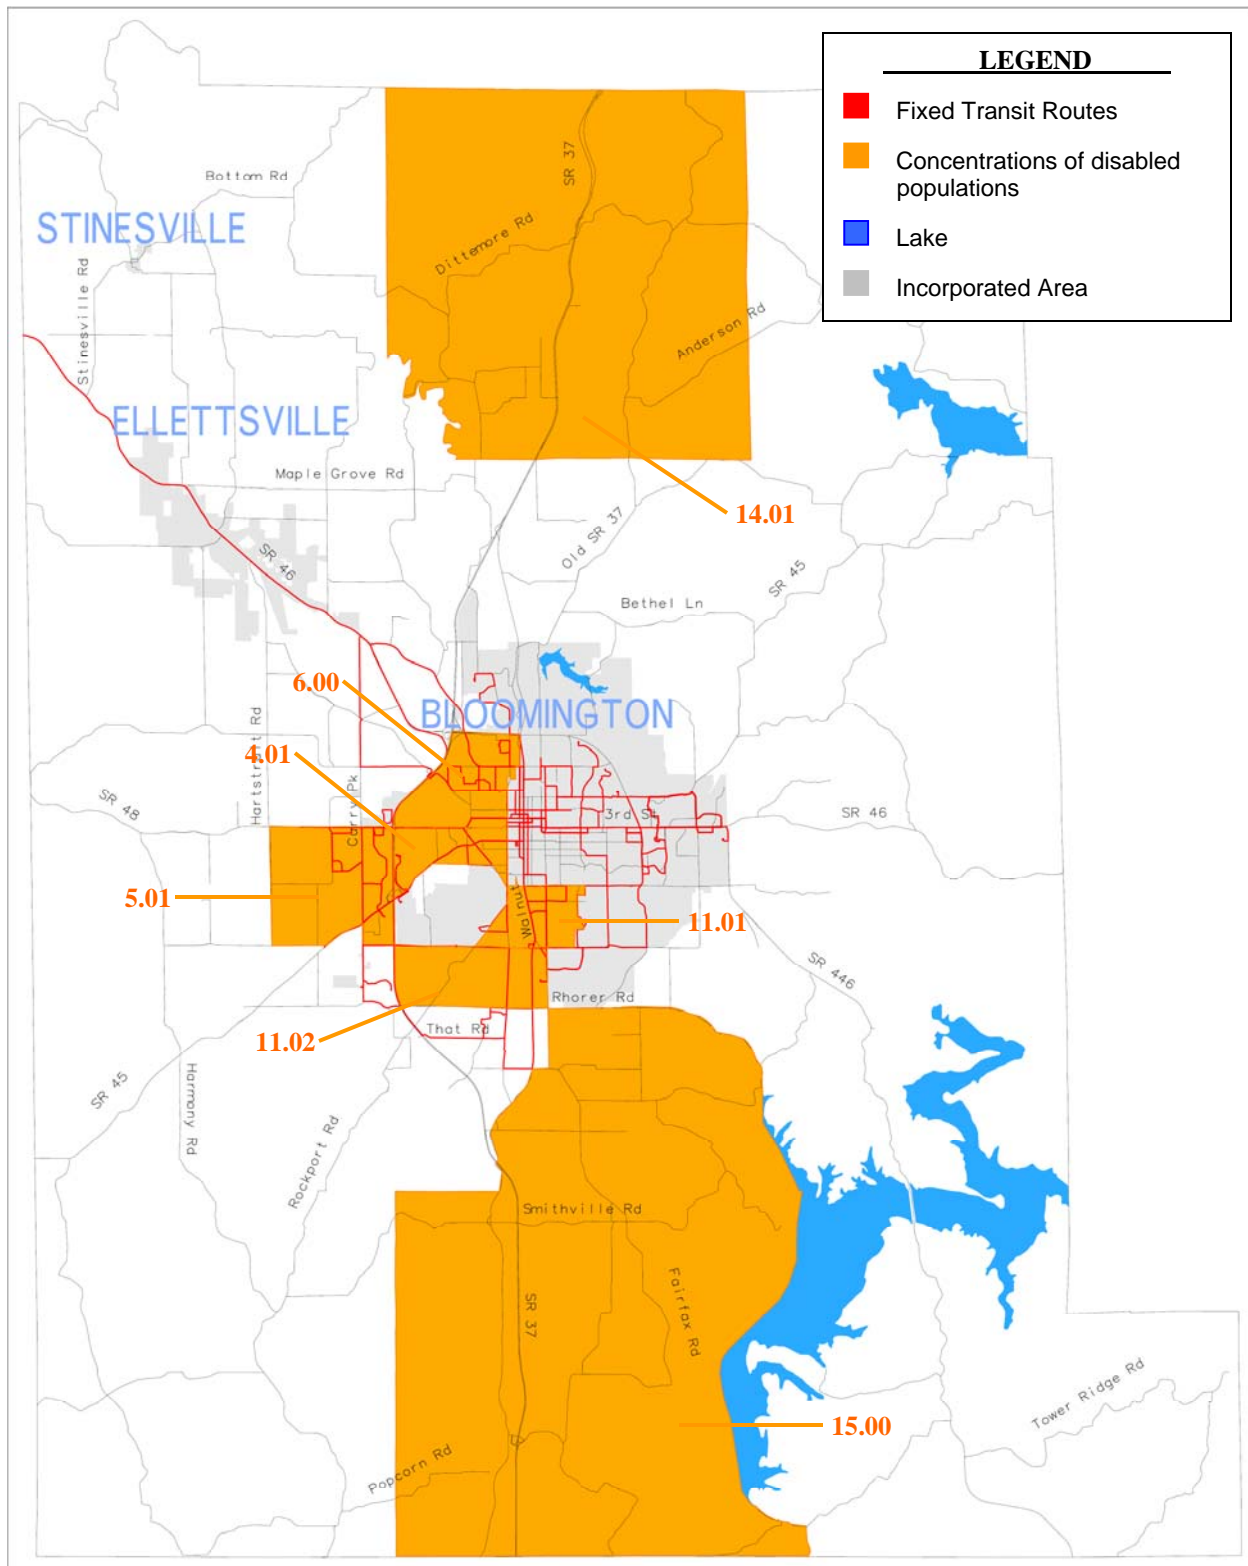 LEGEND
Fixed Transit Routes
Concentrations of disabled
populations
Lake
Incorporated Area
Bottom Rd
SR 37
STINESVILLE
Dittemore Rd
Stinesville Rd
Anderson Rd
ELLETTSVILLE
Maple Grove Rd
14.01
Old SR 37
SR 46
SR 45
Bethel Ln
6.00
BLOOMINGTON
Hartstrait Rd
4.01
Curry Pk
SR 48
3rd St
SR 46
5.01
Walnut
11.01
SR 446
Rhorer Rd
That Rd
11.02
SR 45
Harmony Rd
Rockport Rd
Smithville Rd
SR 37
Fairfax Rd
Tower Ridge Rd
15.00
Popcorn Rd